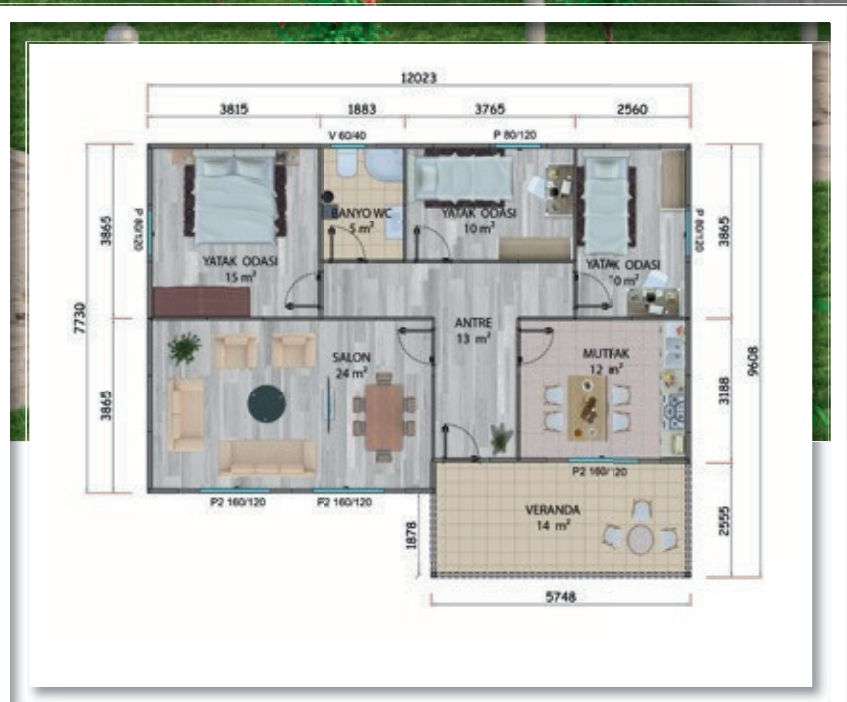 12023
3815 1883 3765 2560
V 60/40 P 80/120
3865
P 80/120
7730
3865
YATAK ODASI
15 m²
BANYO WC
5 m²
YATAK ODASI
10 m²
YATAK ODASI
10 m²
P 80/120
3865
ANTRE
13 m²
SALON
24 m²
MUTFAK
12 m²
3188
9608
P2 160/120 P2 160/120
P2 160/120
VERANDA
14 m²
1878
2555
5748